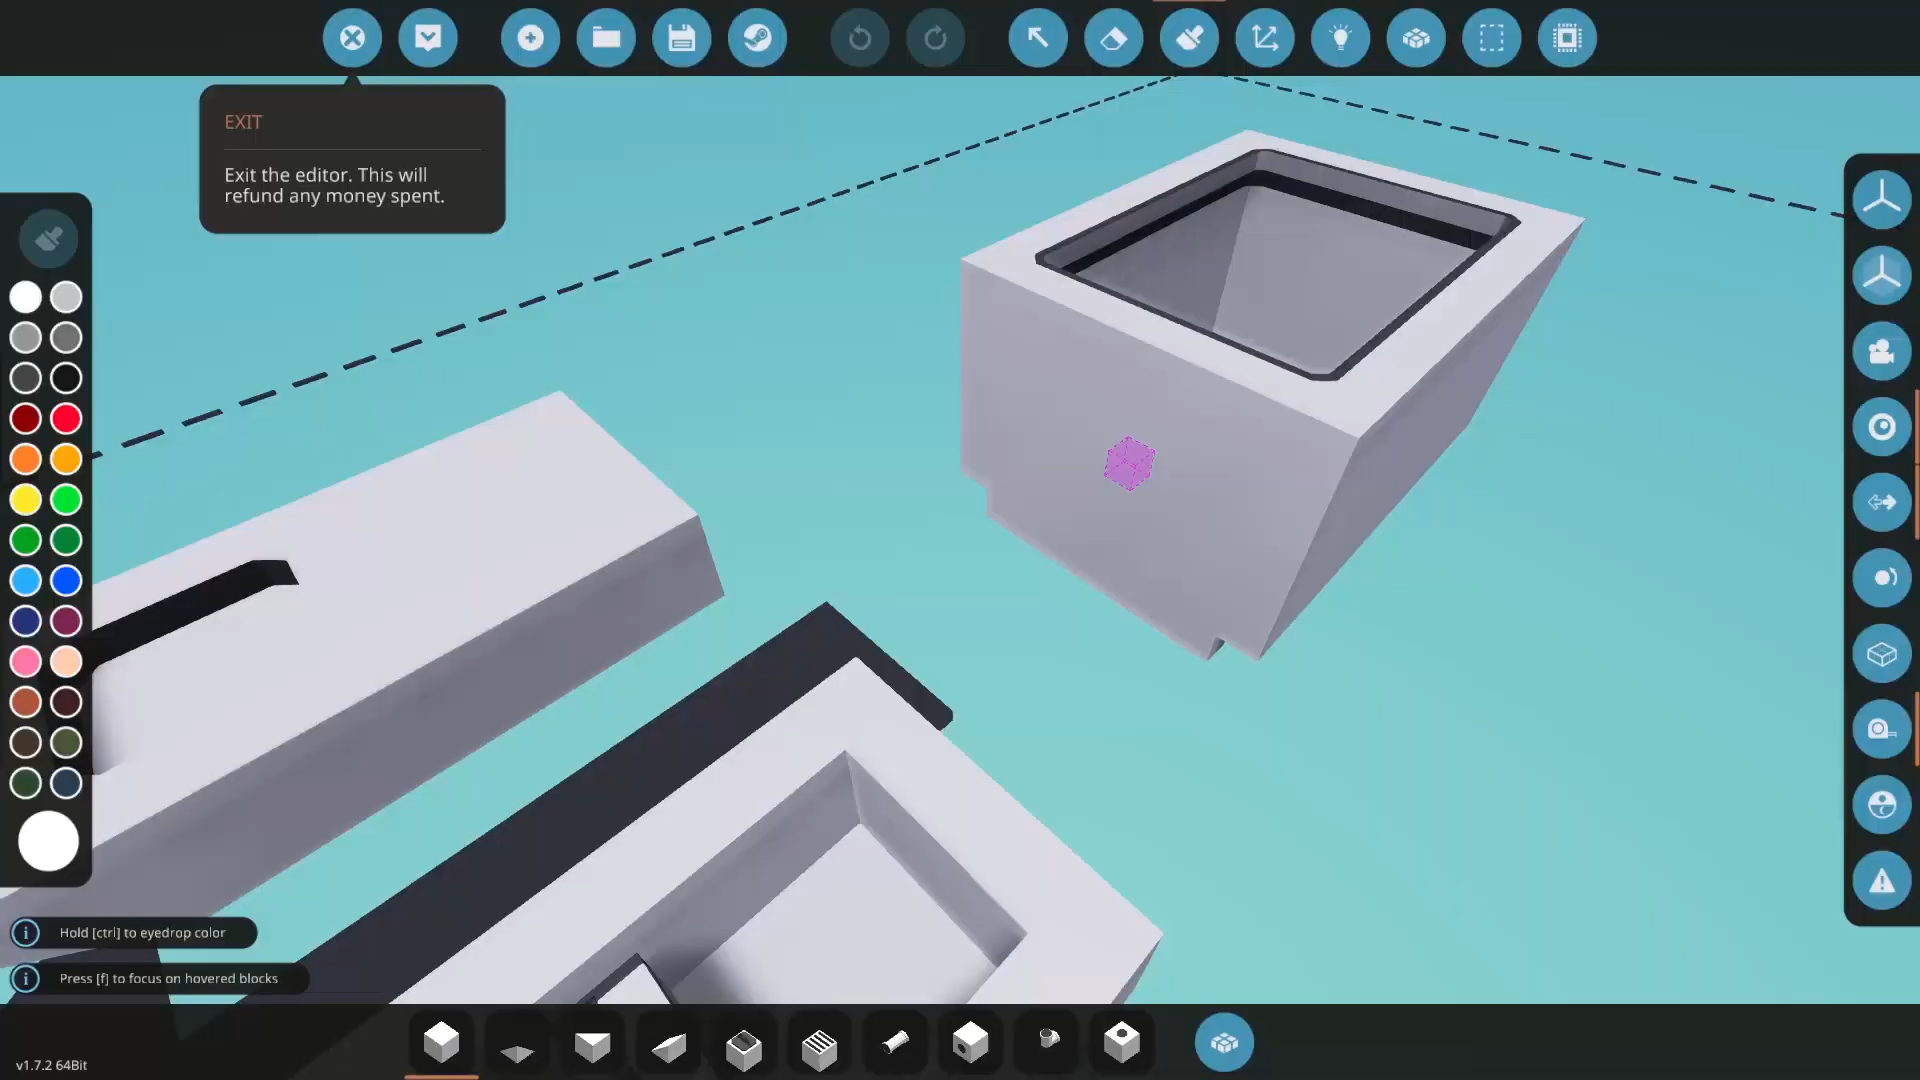 EXIT
Exit the editor. This will
refund any money spent.
Hold [ctrl] to eyedrop color
Press [f] to focus on hovered blocks
v1.7.2 64Bit